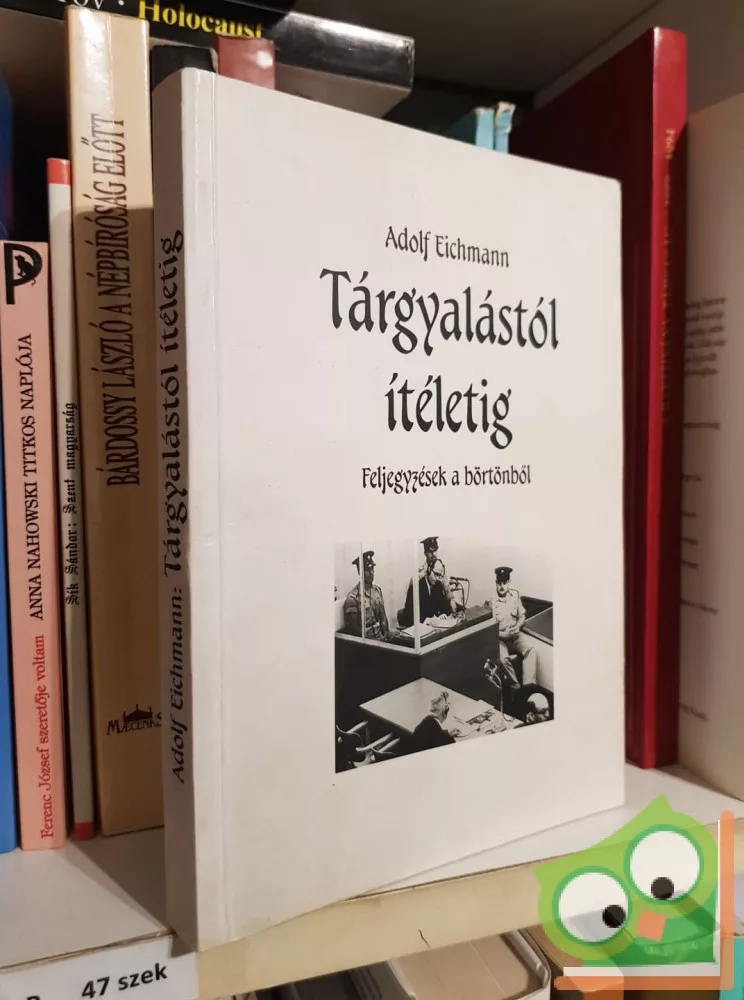 Holocaust
Adolf Eichmann
Tárgyalástól
ítéletig
Feljegyzések a börtönből
Adolf Eichmann: Tárgyalástól ítéletig
BÁRDOSSY LÁSZLÓ A NÉPBÍRÓSÁG ELŐTT
MÆCENAS
Sík Sándor: Szent magyarság
P
Ferenc József szeretője voltam ANNA NAHOWSKI TITKOS NAPLÓJA
47 szek